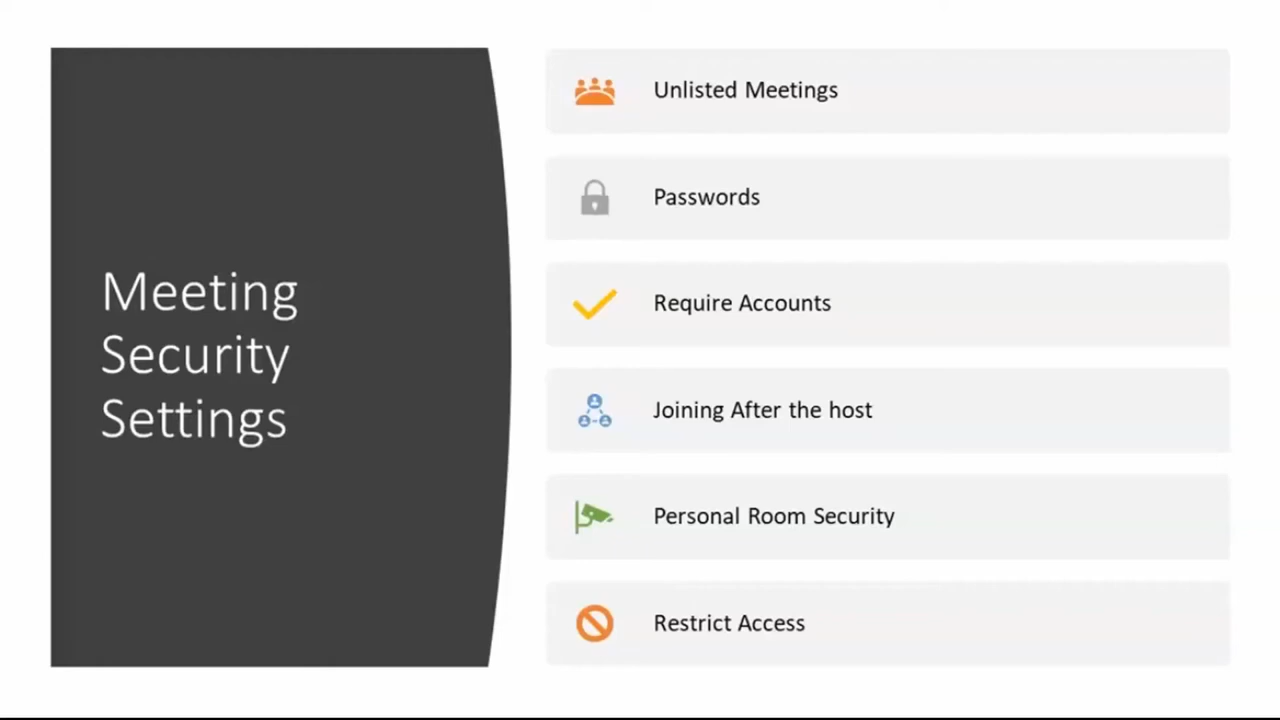 Meeting
Security
Settings
Unlisted Meetings
Passwords
Require Accounts
Joining After the host
Personal Room Security
Restrict Access